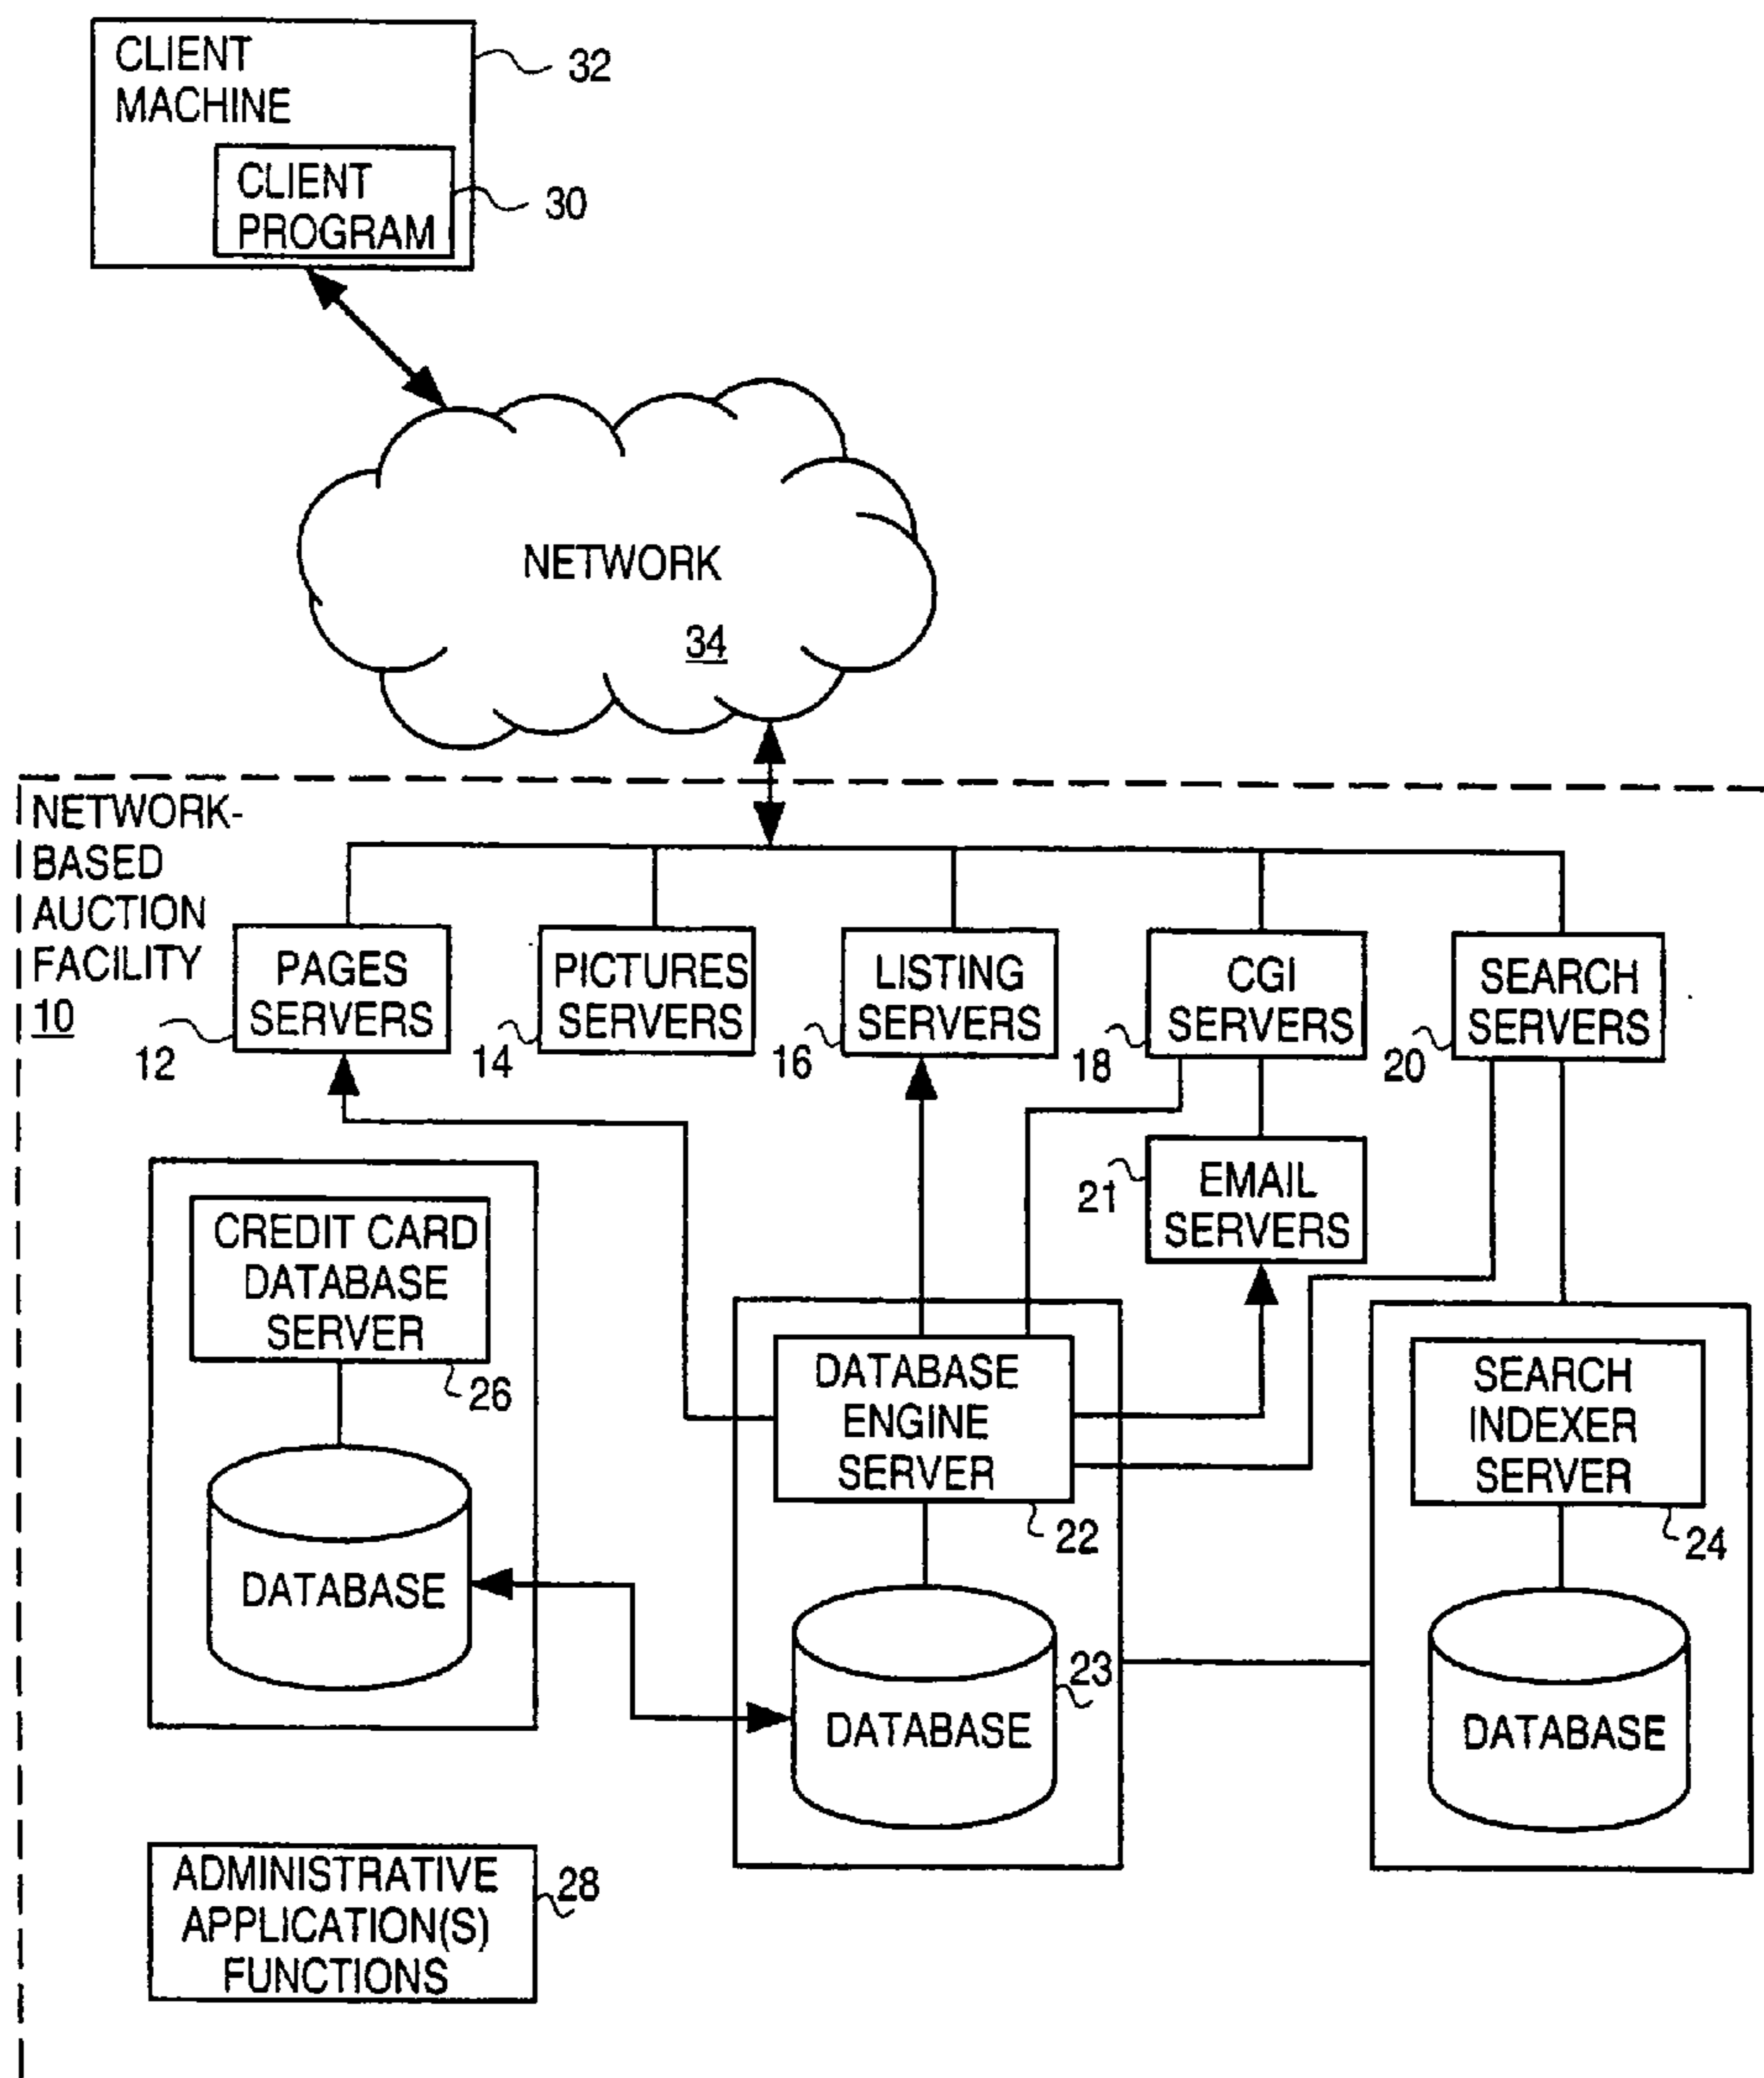 CLIENT
MACHINE
32
CLIENT
PROGRAM
30
NETWORK
34
NETWORK-
BASED
AUCTION
FACILITY
10
PAGES
SERVERS
12
PICTURES
SERVERS
14
LISTING
SERVERS
16
CGI
SERVERS
18
SEARCH
SERVERS
20
EMAIL
SERVERS
21
CREDIT CARD
DATABASE
SERVER
26
DATABASE
DATABASE
ENGINE
SERVER
22
DATABASE
23
SEARCH
INDEXER
SERVER
24
DATABASE
ADMINISTRATIVE
APPLICATION(S)
FUNCTIONS
28